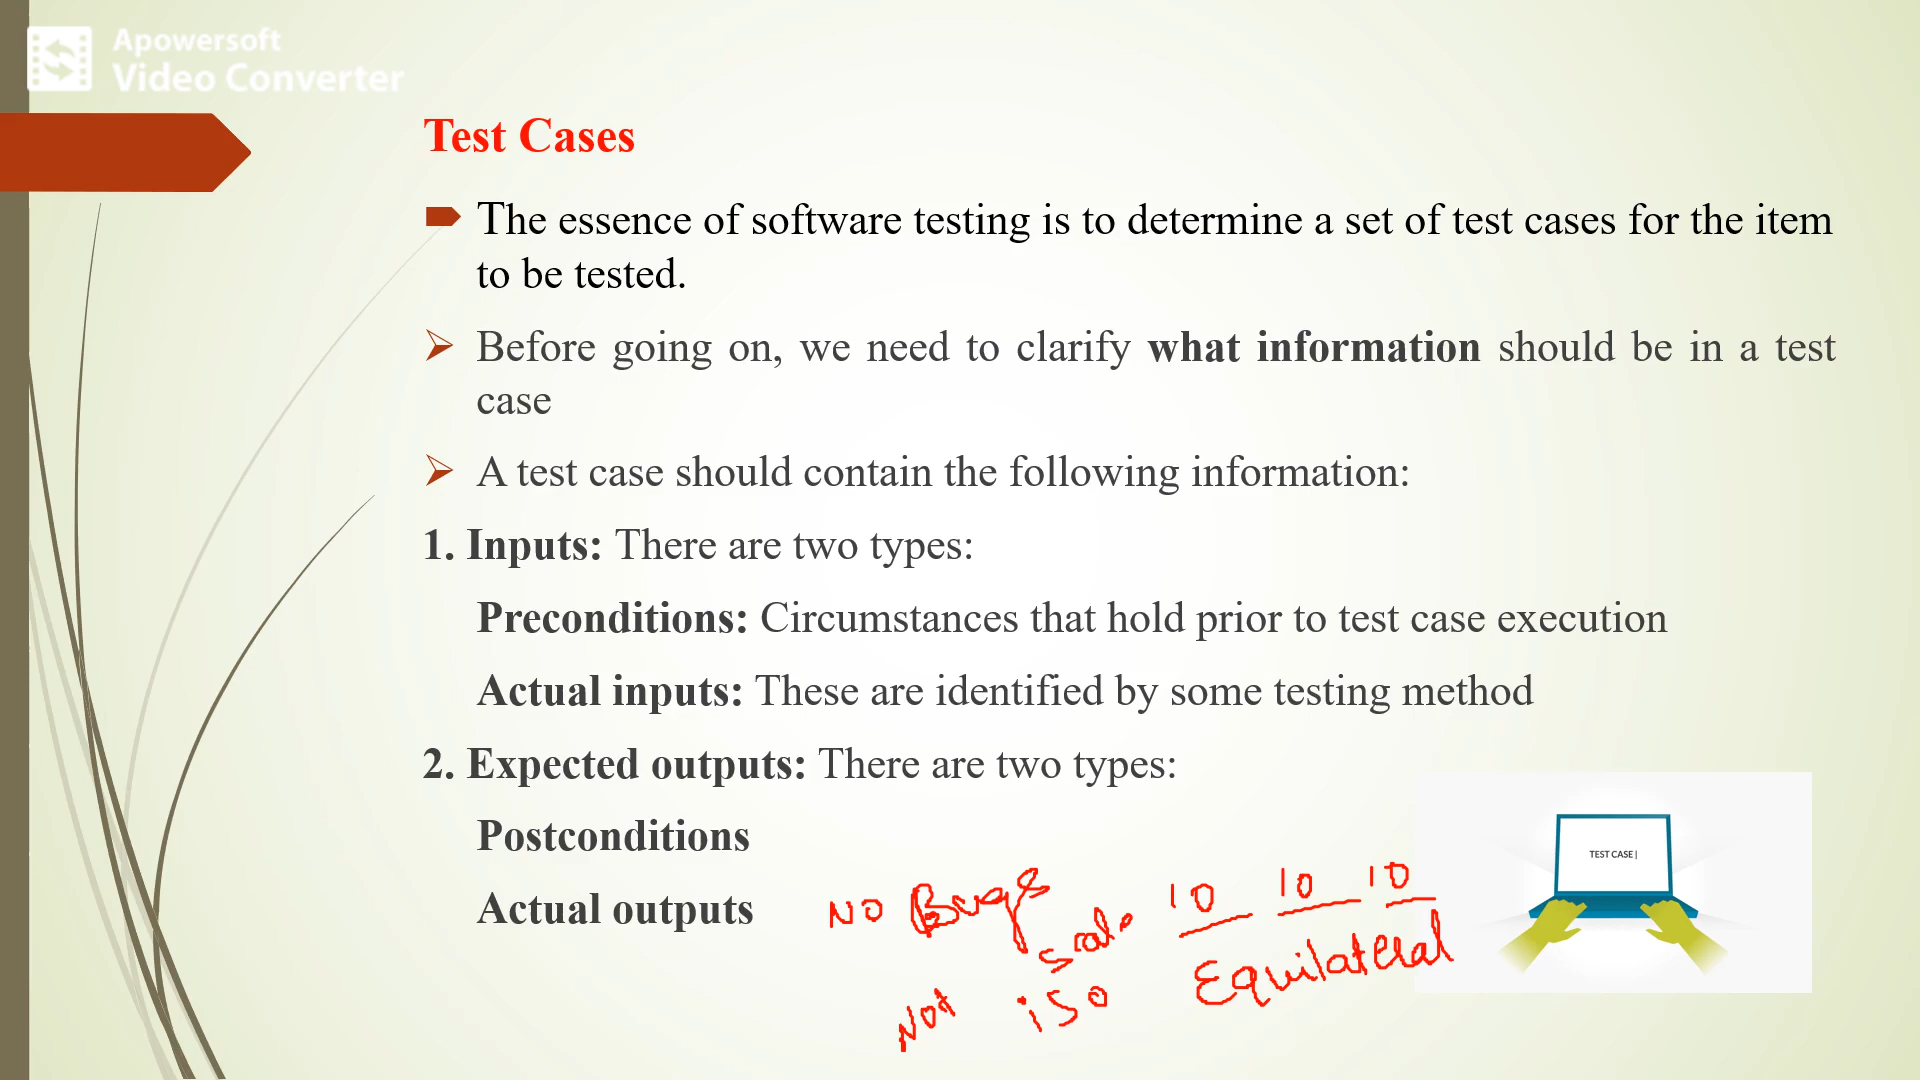 Apowersoft
Video Converter
Test Cases
The essence of software testing is to determine a set of test cases for the item
to be tested.
Before going on, we need to clarify what information should be in a test
case
A test case should contain the following information:
1. Inputs: There are two types:
Preconditions: Circumstances that hold prior to test case execution
Actual inputs: These are identified by some testing method
2. Expected outputs: There are two types:
Postconditions
Actual outputs
NO Bugs
10 10 10
Equilateral
Not iso
TEST CASE|